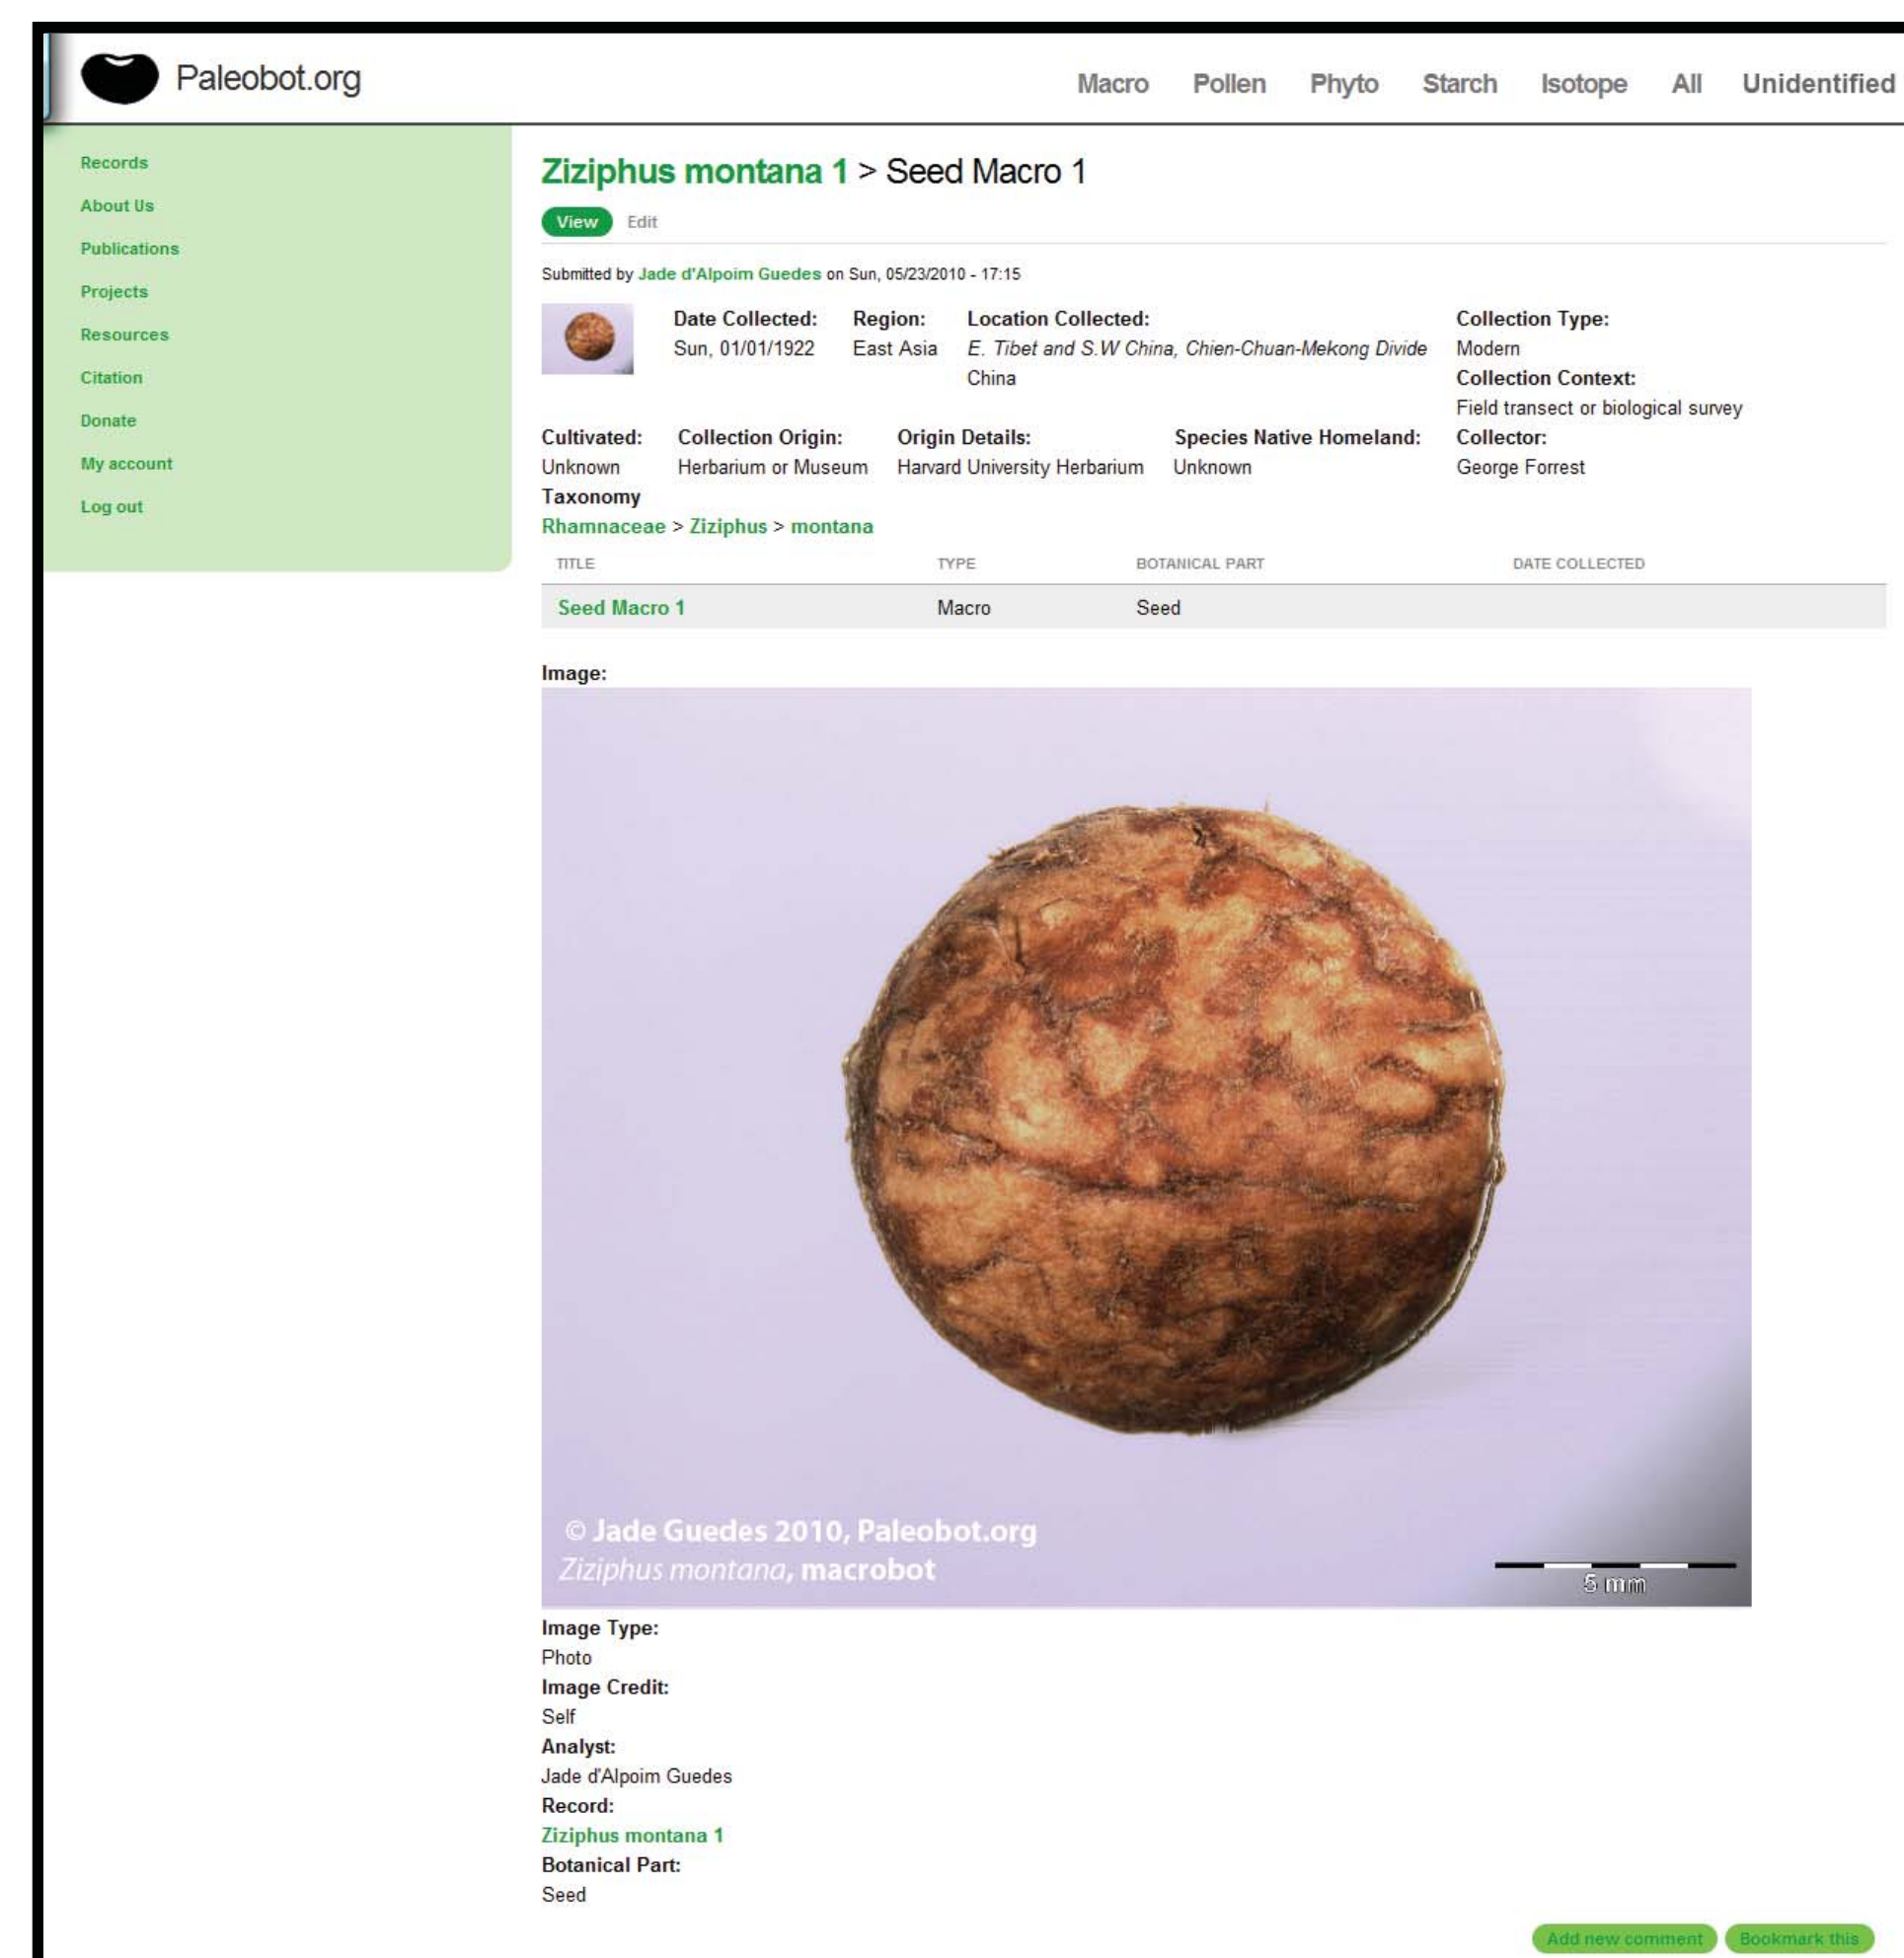 Paleobot.org
Macro Pollen Phyto Starch Isotope All Unidentified
Records
About Us
Publications
Projects
Resources
Citation
Donate
My account
Log out
Ziziphus montana 1 > Seed Macro 1
View Edit
Submitted by Jade d'Alpoim Guedes on Sun, 05/23/2010 - 17:15
Date Collected: Region: Location Collected: Collection Type:
Sun, 01/01/1922 East Asia E. Tibet and S.W China, Chien-Chuan-Mekong Divide Modern
China Collection Context:
Field transect or biological survey
Cultivated: Collection Origin: Origin Details: Species Native Homeland: Collector:
Unknown Herbarium or Museum Harvard University Herbarium Unknown George Forrest
Taxonomy
Rhamnaceae > Ziziphus > montana
TITLE TYPE BOTANICAL PART DATE COLLECTED
Seed Macro 1 Macro Seed
Image:
© Jade Guedes 2010, Paleobot.org
Ziziphus montana, macrobot
5 mm
Image Type:
Photo
Image Credit:
Self
Analyst:
Jade d'Alpoim Guedes
Record:
Ziziphus montana 1
Botanical Part:
Seed
Add new comment Bookmark this